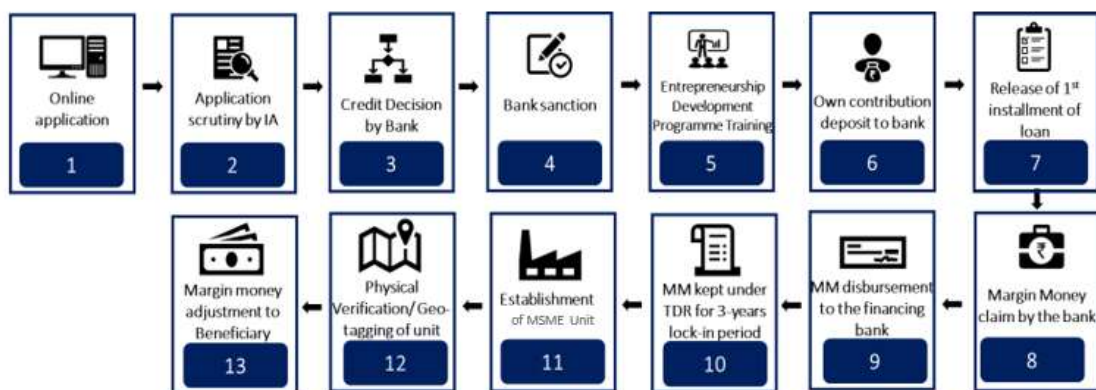 Online
application
1
Application
scrutiny by IA
2
Credit Decision
by Bank
3
Bank sanction
4
Entrepreneurship
Development
Programme Training
5
Own contribution
deposit to bank
6
Release of 1st
installment of
loan
7
₹
Margin Money
claim by the bank
8
MM disbursement
to the financing
bank
9
MM kept under
TDR for 3-years
lock-in period
10
Establishment
of MSME Unit
11
Physical
Verification/ Geo-
tagging of unit
12
Margin money
adjustment to
Beneficiary
13